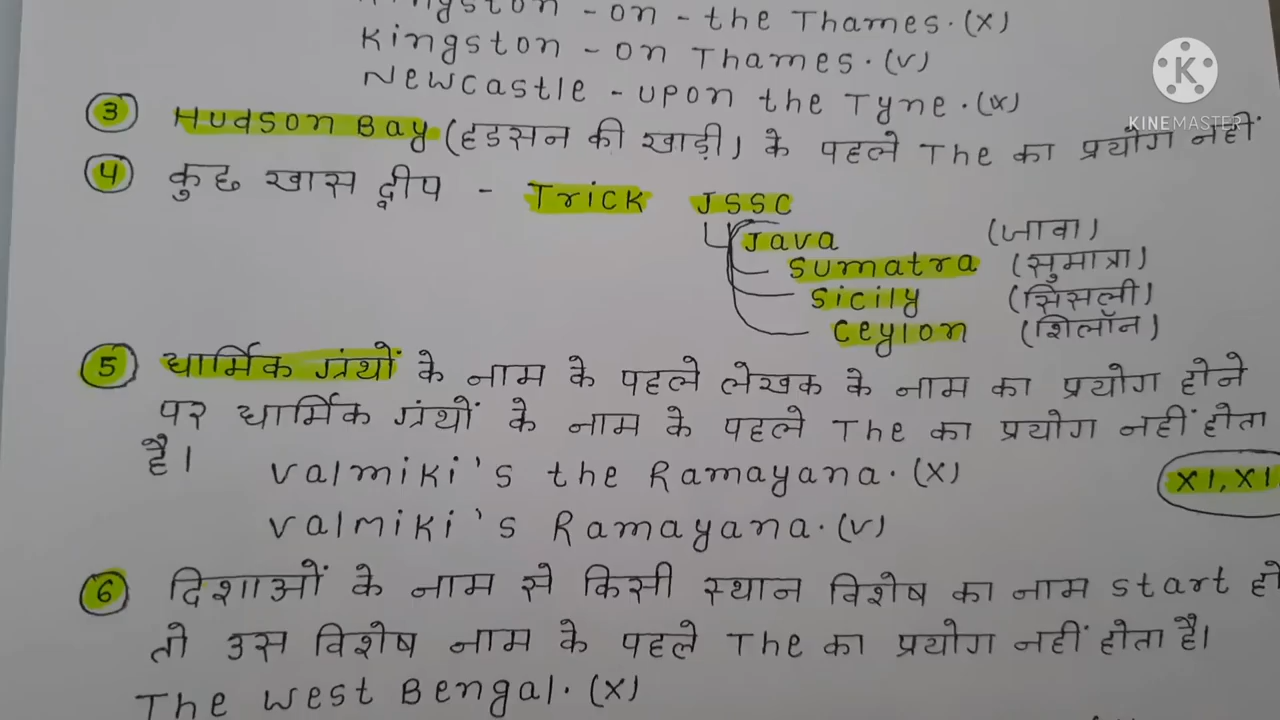 Kingston - on - the Thames. (x)
Kingston - on Thames. (v)
Newcastle - upon the Tyne. (x)
K
KINEMASTER
3 Hudson Bay (हडसन की खाड़ी) के पहले The का प्रयोग नहीं
4 कुछ खास द्वीप - Trick JSSC
Java (जावा)
Sumatra (सुमात्रा)
Sicily (सिसली)
Ceylon (शिलॉन)
5 धार्मिक ग्रंथों के नाम के पहले लेखक के नाम का प्रयोग होने
पर धार्मिक ग्रंथों के नाम के पहले The का प्रयोग नहीं होता
है।
Valmiki's the Ramayana. (x)
XI, XI
Valmiki's Ramayana. (v)
6 दिशाओं के नाम से किसी स्थान विशेष का नाम start हो
तो उस विशेष नाम के पहले The का प्रयोग नहीं होता है।
The West Bengal. (x)